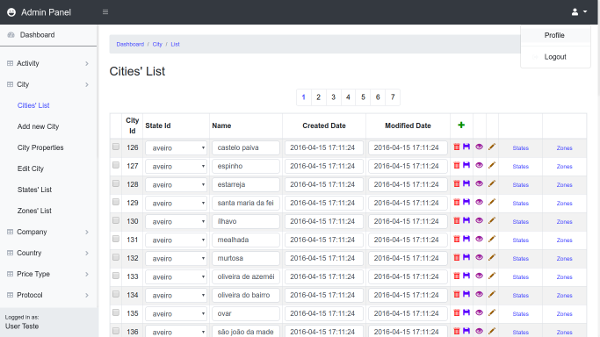 Admin Panel
Dashboard
Activity
City
Cities' List
Add new City
City Properties
Edit City
States' List
Zones' List
Company
Country
Price Type
Protocol
Logged in as:
User Teste
Profile
Logout
Dashboard / City / List
Cities' List
1 2 3 4 5 6 7
City Id State Id Name Created Date Modified Date
126 aveiro castelo paiva 2016-04-15 17:11:24 2016-04-15 17:11:24 States Zones
127 aveiro espinho 2016-04-15 17:11:24 2016-04-15 17:11:24 States Zones
128 aveiro estarreja 2016-04-15 17:11:24 2016-04-15 17:11:24 States Zones
129 aveiro santa maria da fei 2016-04-15 17:11:24 2016-04-15 17:11:24 States Zones
130 aveiro ilhavo 2016-04-15 17:11:24 2016-04-15 17:11:24 States Zones
131 aveiro mealhada 2016-04-15 17:11:24 2016-04-15 17:11:24 States Zones
132 aveiro murtosa 2016-04-15 17:11:24 2016-04-15 17:11:24 States Zones
133 aveiro oliveira de azeméi 2016-04-15 17:11:24 2016-04-15 17:11:24 States Zones
134 aveiro oliveira do bairro 2016-04-15 17:11:24 2016-04-15 17:11:24 States Zones
135 aveiro ovar 2016-04-15 17:11:24 2016-04-15 17:11:24 States Zones
136 aveiro são joão da made 2016-04-15 17:11:24 2016-04-15 17:11:24 States Zones